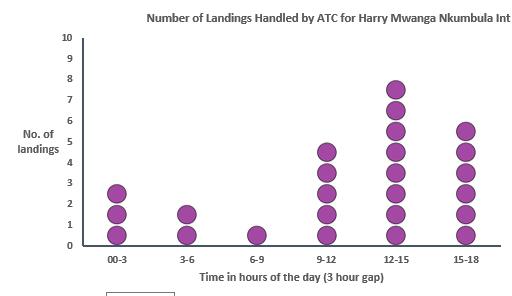 Number of Landings Handled by ATC for Harry Mwanga Nkumbula Int
10
9
8
7
6
5
4
3
2
1
0
No. of
landings
00-3 3-6 6-9 9-12 12-15 15-18
Time in hours of the day (3 hour gap)